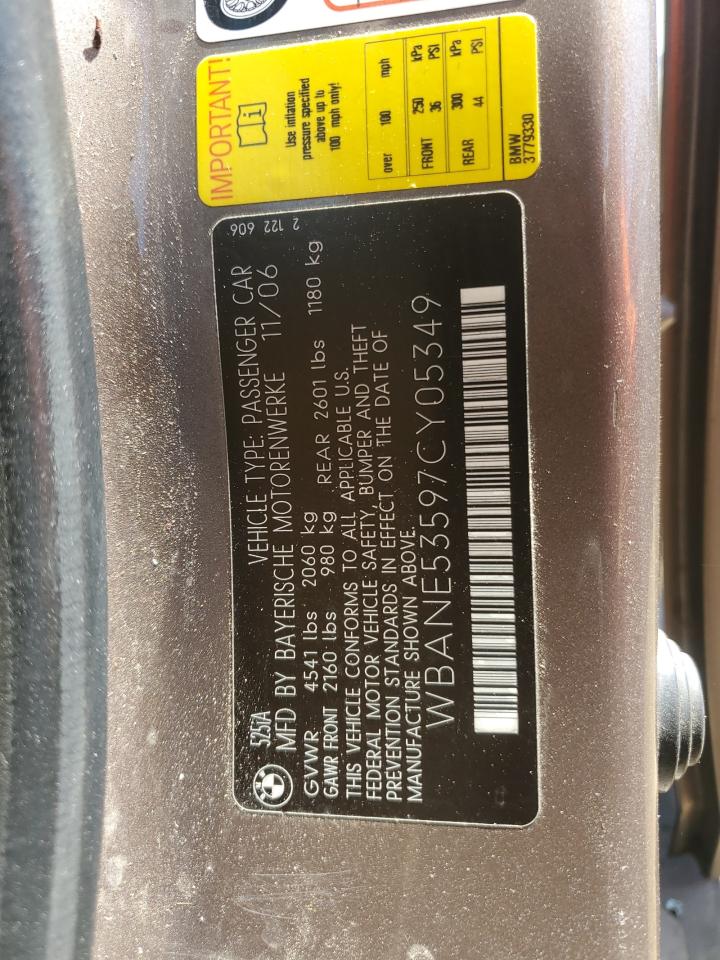 IMPORTANT!
Use inflation
pressure specified
above up to
100 mph only!
over 100 mph
FRONT 250 kPa
36 PSI
REAR 300 kPa
44 PSI
BMW
3779330
2 122 606
525iA VEHICLE TYPE: PASSENGER CAR
MFD BY BAYERISCHE MOTORENWERKE 11/06
GVWR 4541 lbs 2060 kg
GAWR FRONT 2160 lbs 980 kg REAR 2601 lbs 1180 kg
THIS VEHICLE CONFORMS TO ALL APPLICABLE U.S.
FEDERAL MOTOR VEHICLE SAFETY, BUMPER AND THEFT
PREVENTION STANDARDS IN EFFECT ON THE DATE OF
MANUFACTURE SHOWN ABOVE.
WBANE53597CY05349